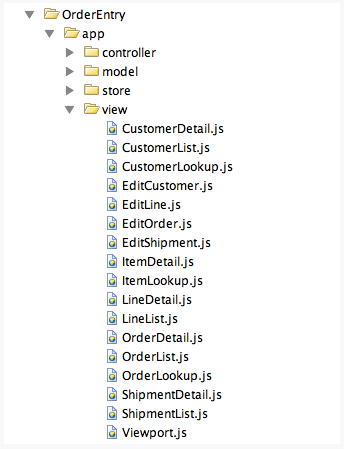 OrderEntry
app
controller
model
store
view
CustomerDetail.js
CustomerList.js
CustomerLookup.js
EditCustomer.js
EditLine.js
EditOrder.js
EditShipment.js
ItemDetail.js
ItemLookup.js
LineDetail.js
LineList.js
OrderDetail.js
OrderList.js
OrderLookup.js
ShipmentDetail.js
ShipmentList.js
Viewport.js